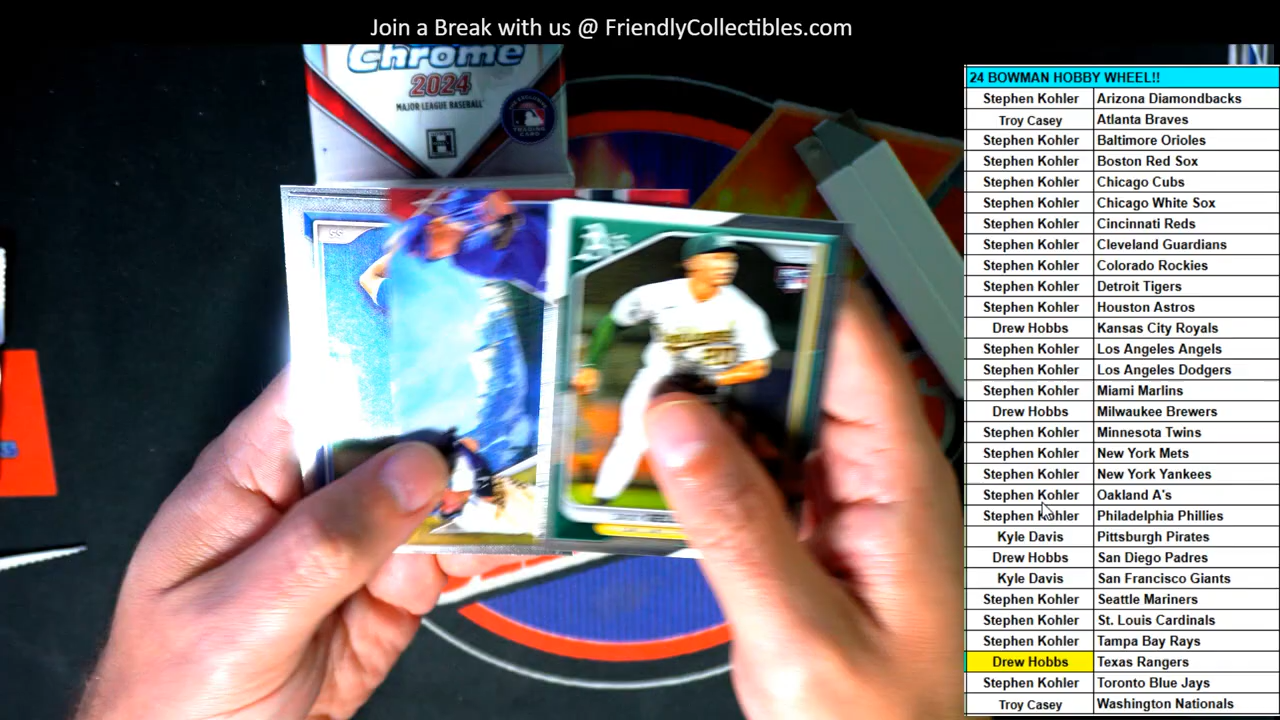 Join a Break with us @ FriendlyCollectibles.com
Chrome
2024
MAJOR LEAGUE BASEBALL
H
SS
24 BOWMAN HOBBY WHEEL!!
Stephen Kohler Arizona Diamondbacks
Troy Casey Atlanta Braves
Stephen Kohler Baltimore Orioles
Stephen Kohler Boston Red Sox
Stephen Kohler Chicago Cubs
Stephen Kohler Chicago White Sox
Stephen Kohler Cincinnati Reds
Stephen Kohler Cleveland Guardians
Stephen Kohler Colorado Rockies
Stephen Kohler Detroit Tigers
Stephen Kohler Houston Astros
Drew Hobbs Kansas City Royals
Stephen Kohler Los Angeles Angels
Stephen Kohler Los Angeles Dodgers
Stephen Kohler Miami Marlins
Drew Hobbs Milwaukee Brewers
Stephen Kohler Minnesota Twins
Stephen Kohler New York Mets
Stephen Kohler New York Yankees
Stephen Kohler Oakland A's
Stephen Kohler Philadelphia Phillies
Kyle Davis Pittsburgh Pirates
Drew Hobbs San Diego Padres
Kyle Davis San Francisco Giants
Stephen Kohler Seattle Mariners
Stephen Kohler St. Louis Cardinals
Stephen Kohler Tampa Bay Rays
Drew Hobbs Texas Rangers
Stephen Kohler Toronto Blue Jays
Troy Casey Washington Nationals